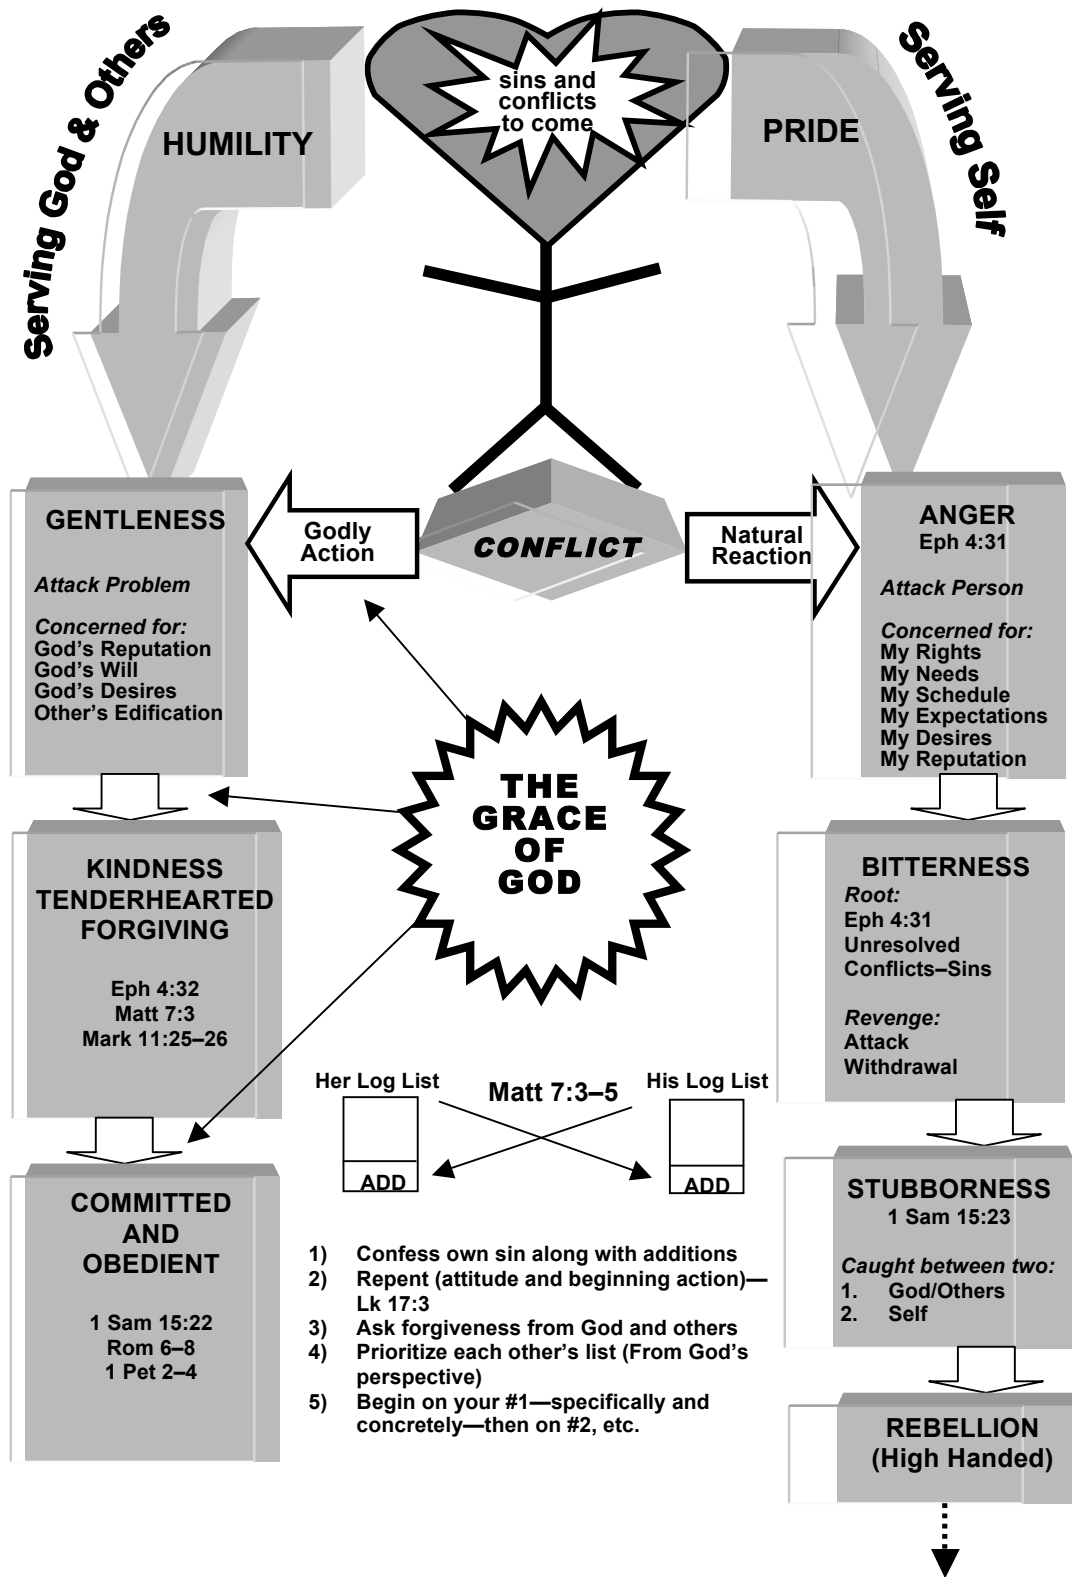 Serving God & Others
HUMILITY
sins and
conflicts
to come
PRIDE
Serving Self
GENTLENESS
Attack Problem
Concerned for:
God's Reputation
God's Will
God's Desires
Other's Edification
Godly
Action
CONFLICT
Natural
Reaction
ANGER
Eph 4:31
Attack Person
Concerned for:
My Rights
My Needs
My Schedule
My Expectations
My Desires
My Reputation
THE
GRACE
OF
GOD
KINDNESS
TENDERHEARTED
FORGIVING
Eph 4:32
Matt 7:3
Mark 11:25–26
BITTERNESS
Root:
Eph 4:31
Unresolved
Conflicts–Sins
Revenge:
Attack
Withdrawal
Her Log List
Matt 7:3–5
His Log List
ADD
ADD
COMMITTED
AND
OBEDIENT
1 Sam 15:22
Rom 6–8
1 Pet 2–4
1) Confess own sin along with additions
2) Repent (attitude and beginning action)—
Lk 17:3
3) Ask forgiveness from God and others
4) Prioritize each other's list (From God's
perspective)
5) Begin on your #1—specifically and
concretely—then on #2, etc.
STUBBORNESS
1 Sam 15:23
Caught between two:
1. God/Others
2. Self
REBELLION
(High Handed)